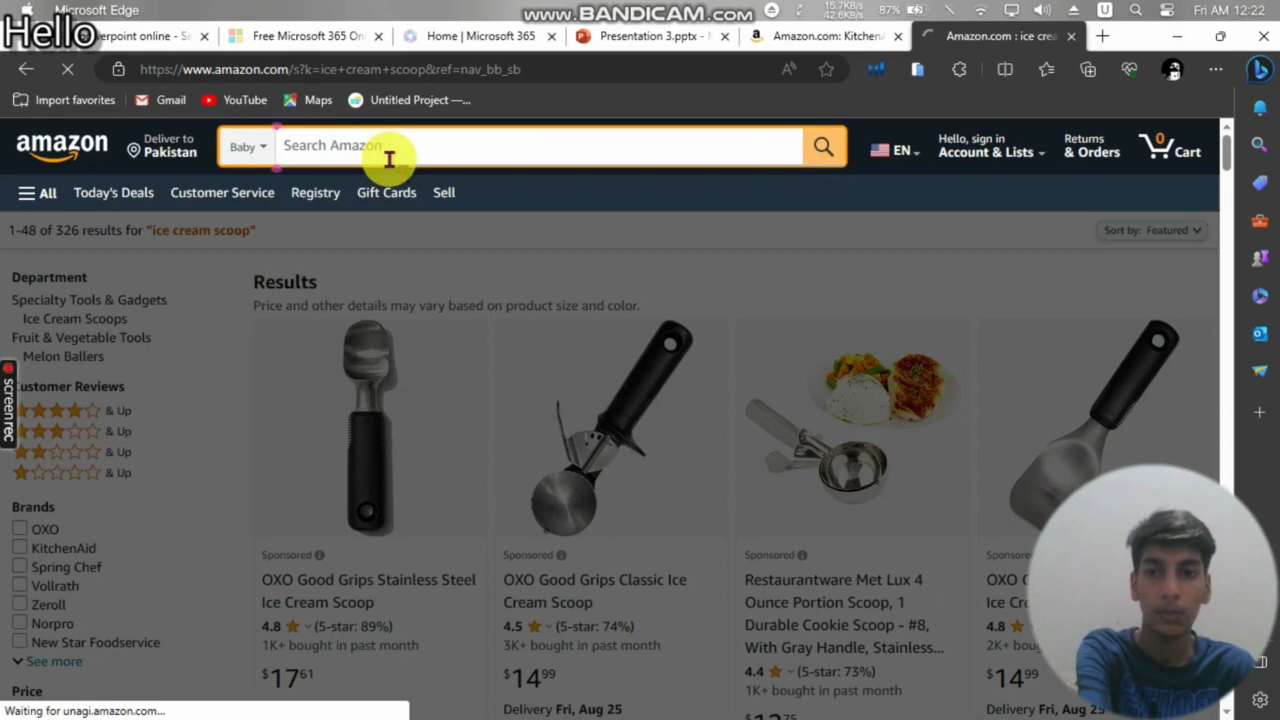 Microsoft Edge
www.BANDICAM.com
15.7KB/s
42.6KB/s
87%
U
Fri AM 12:22
Hello
erpoint online - Se
Free Microsoft 365 Onl
Home | Microsoft 365
Presentation 3.pptx -
Amazon.com: KitchenA
Amazon.com : ice crea
https://www.amazon.com/s?k=ice+cream+scoop&ref=nav_bb_sb
Import favorites
Gmail
YouTube
Maps
Untitled Project —...
amazon
Deliver to
Pakistan
Baby
Search Amazon
EN
Hello, sign in
Account & Lists
Returns
& Orders
0
Cart
All
Today's Deals
Customer Service
Registry
Gift Cards
Sell
1-48 of 326 results for "ice cream scoop"
Sort by: Featured
Department
Specialty Tools & Gadgets
Ice Cream Scoops
Fruit & Vegetable Tools
Melon Ballers
Customer Reviews
& Up
& Up
& Up
& Up
Brands
OXO
KitchenAid
Spring Chef
Vollrath
Zeroll
Norpro
New Star Foodservice
See more
Price
screenrec
Results
Price and other details may vary based on product size and color.
Sponsored
OXO Good Grips Stainless Steel
Ice Cream Scoop
4.8 (5-star: 89%)
1K+ bought in past month
$17 61
Sponsored
OXO Good Grips Classic Ice
Cream Scoop
4.5 (5-star: 74%)
3K+ bought in past month
$14 99
Delivery Fri, Aug 25
Sponsored
Restaurantware Met Lux 4
Ounce Portion Scoop, 1
Durable Cookie Scoop - #8,
With Gray Handle, Stainless...
4.4 (5-star: 73%)
1K+ bought in past month
Sponsored
OXO
Ice
4.8
2K+
$14 99
Delivery Fri, Aug 25
Waiting for unagi.amazon.com...